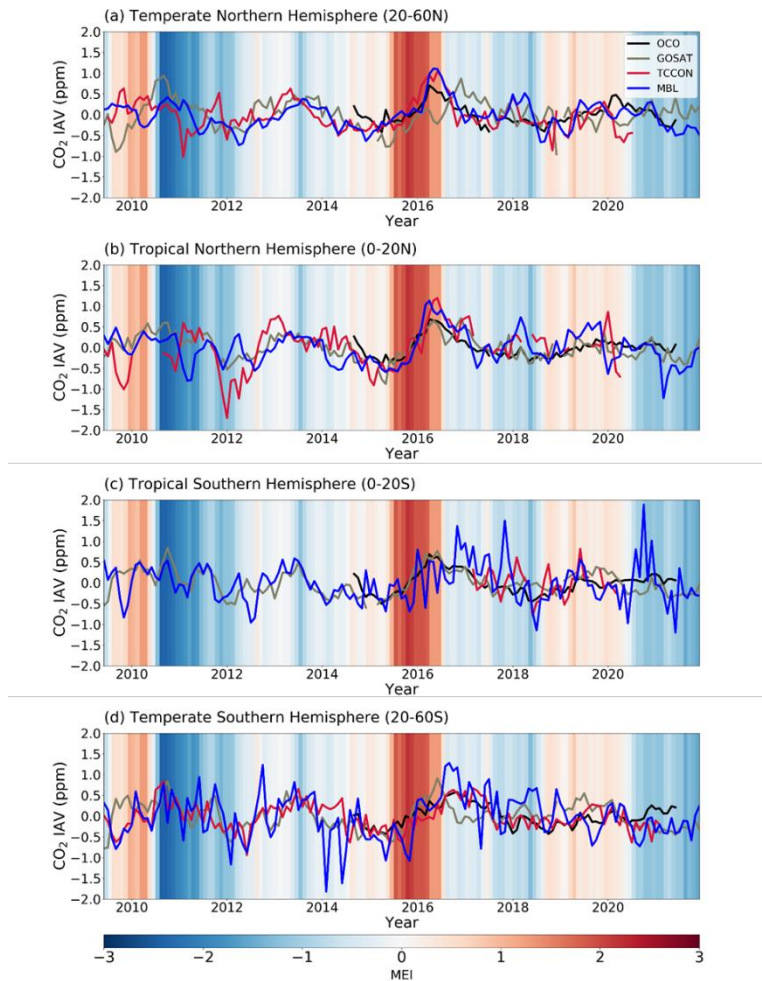 (a) Temperate Northern Hemisphere (20-60N)
2.0
1.5
1.0
0.5
0.0
−0.5
−1.0
−1.5
−2.0
CO2 IAV (ppm)
OCO
GOSAT
TCCON
MBL
2010 2012 2014 2016 2018 2020
Year
(b) Tropical Northern Hemisphere (0-20N)
2.0
1.5
1.0
0.5
0.0
−0.5
−1.0
−1.5
−2.0
CO2 IAV (ppm)
2010 2012 2014 2016 2018 2020
Year
(c) Tropical Southern Hemisphere (0-20S)
2.0
1.5
1.0
0.5
0.0
−0.5
−1.0
−1.5
−2.0
CO2 IAV (ppm)
2010 2012 2014 2016 2018 2020
Year
(d) Temperate Southern Hemisphere (20-60S)
2.0
1.5
1.0
0.5
0.0
−0.5
−1.0
−1.5
−2.0
CO2 IAV (ppm)
2010 2012 2014 2016 2018 2020
Year
−3 −2 −1 0 1 2 3
MEI